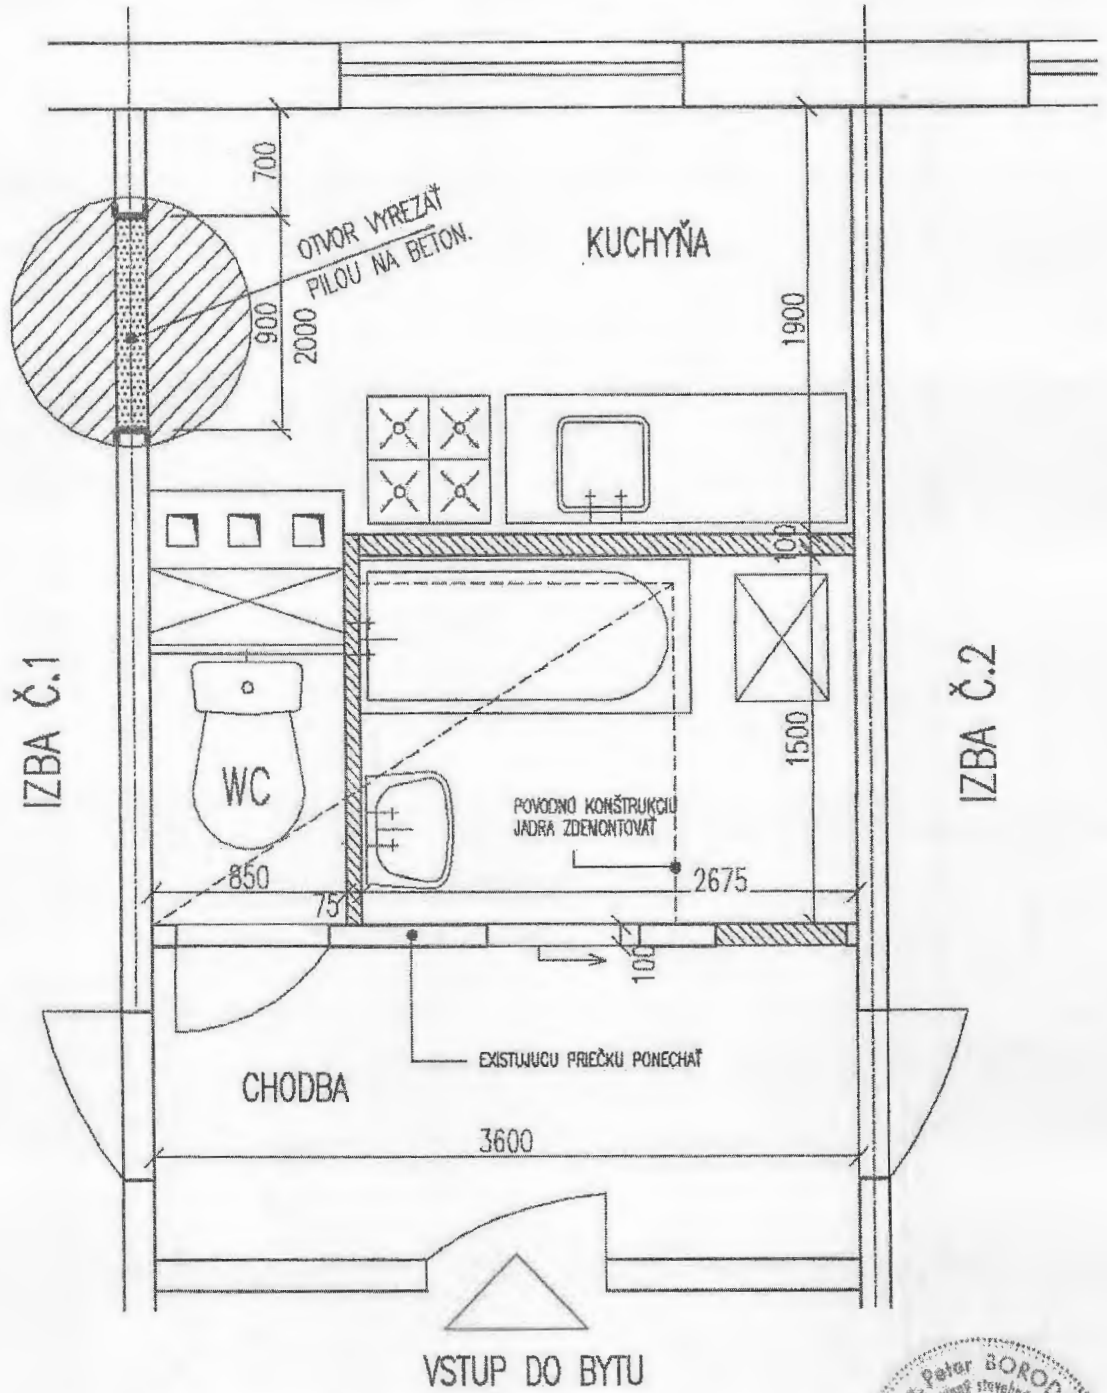 700
OTVOR VYREZAŤ
PILOU NA BETON.
KUCHYŇA
900
2000
1900
100
IZBA Č.1
IZBA Č.2
WC
1500
POVODNÚ KONŠTRUKCIU
JADRA ZDEMONTOVAŤ
850
75
2675
100
EXISTUJUCU PRIEČKU PONECHAŤ
CHODBA
3600
VSTUP DO BYTU
Peter BOROD